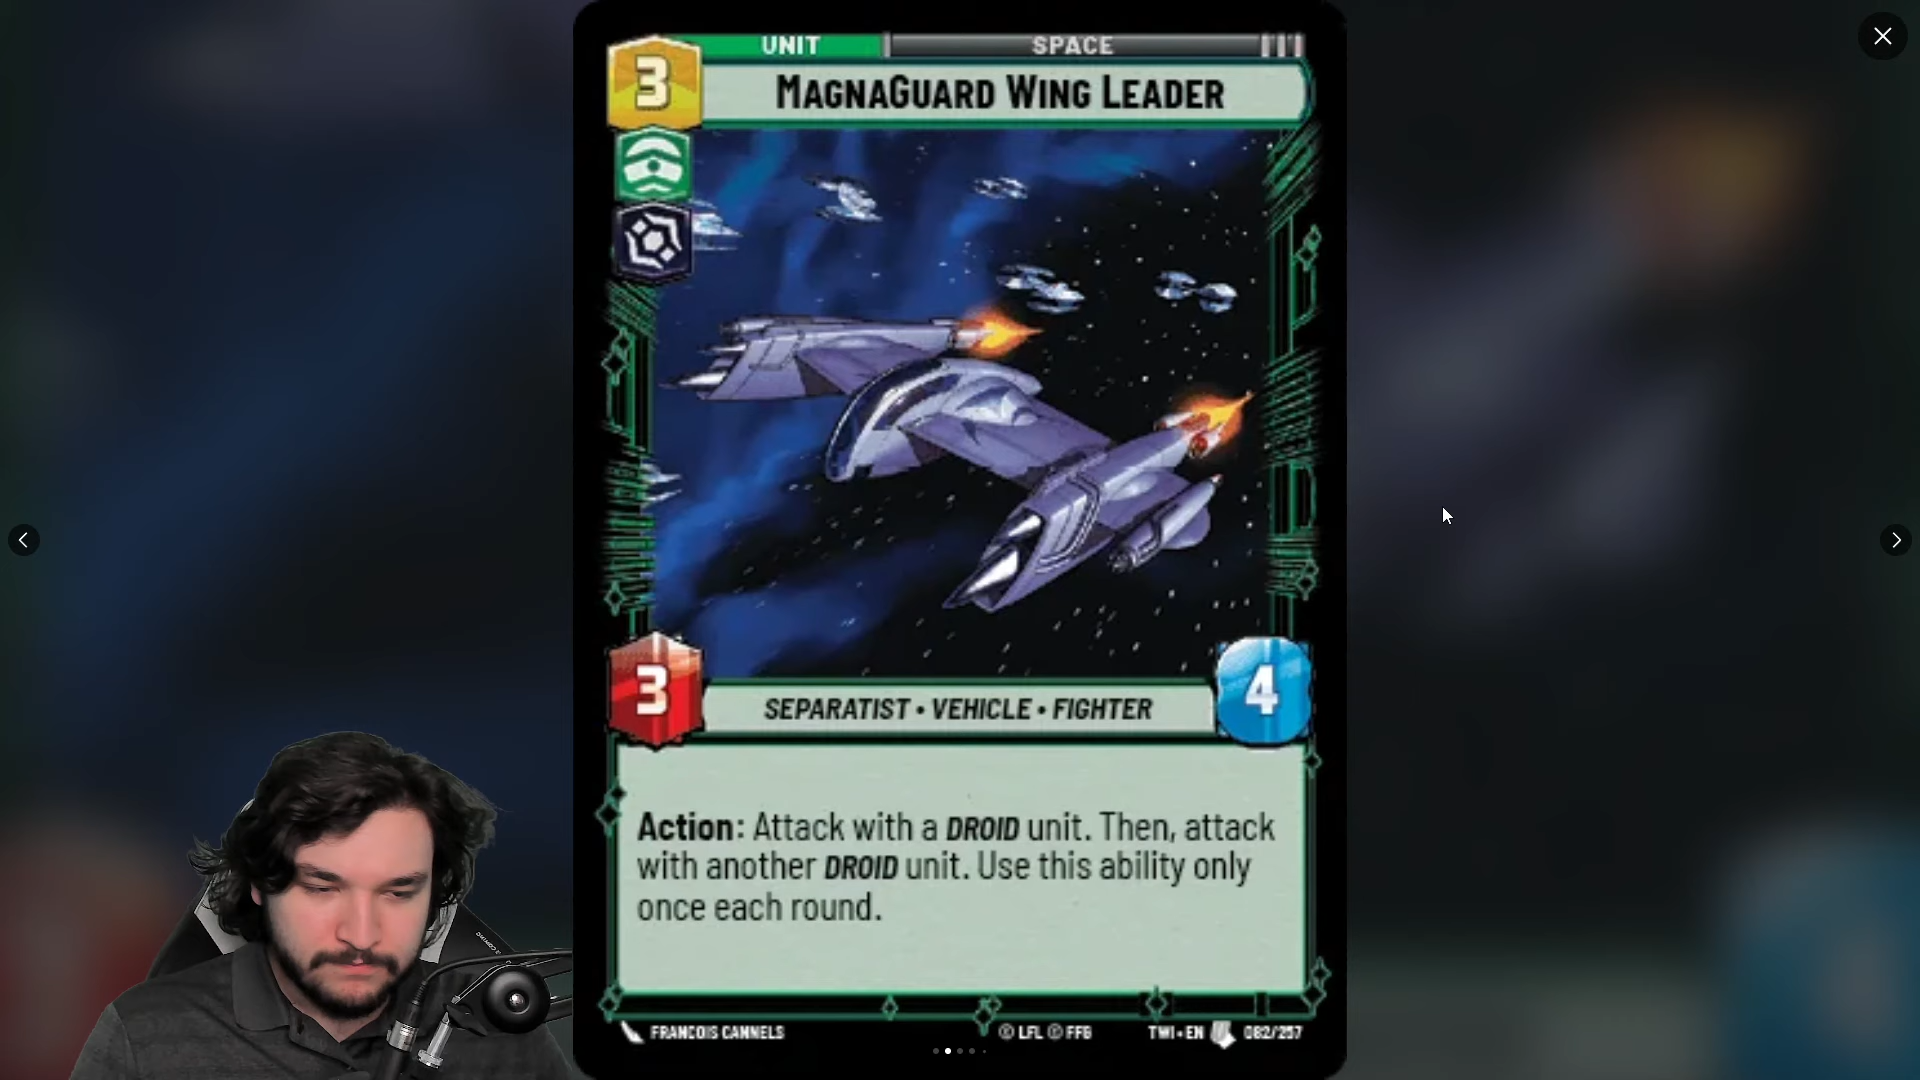 UNIT
SPACE
3
MAGNAGUARD WING LEADER
3
SEPARATIST • VEHICLE • FIGHTER
4
Action: Attack with a DROID unit. Then, attack
with another DROID unit. Use this ability only
once each round.
FRANCOIS CANNELS
© LFL © FFG
TWI • EN
082/257